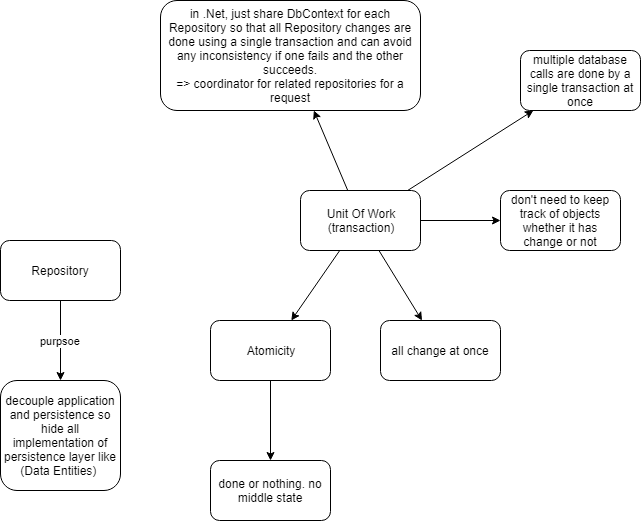 in .Net, just share DbContext for each
Repository so that all Repository changes are
done using a single transaction and can avoid
any inconsistency if one fails and the other
succeeds.
=> coordinator for related repositories for a
request
multiple database
calls are done by a
single transaction at
once
Unit Of Work
(transaction)
don't need to keep
track of objects
whether it has
change or not
Repository
purpsoe
decouple application
and persistence so
hide all
implementation of
persistence layer like
(Data Entities)
Atomicity
all change at once
done or nothing. no
middle state